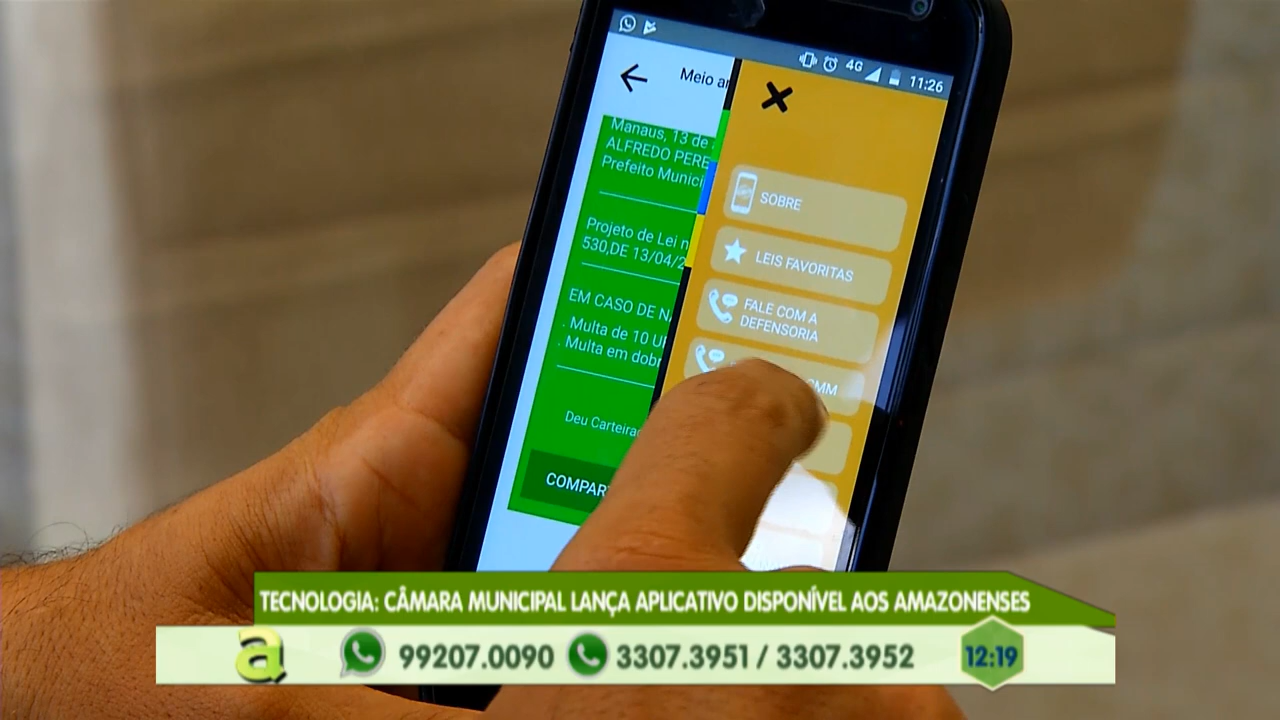 4G 11:26
Meio
Manaus, 13 de
ALFREDO PERE
Prefeito Munici
Projeto de Lei n
530,DE 13/04/2
EM CASO DE
. Multa de 10
. Multa em dobr
Deu Carteira
COMPAR
SOBRE
LEIS FAVORITAS
FALE COM A
DEFENSORIA
CMM
TECNOLOGIA: CÂMARA MUNICIPAL LANÇA APLICATIVO DISPONÍVEL AOS AMAZONENSES
a 99207.0090 3307.3951 / 3307.3952 12:19